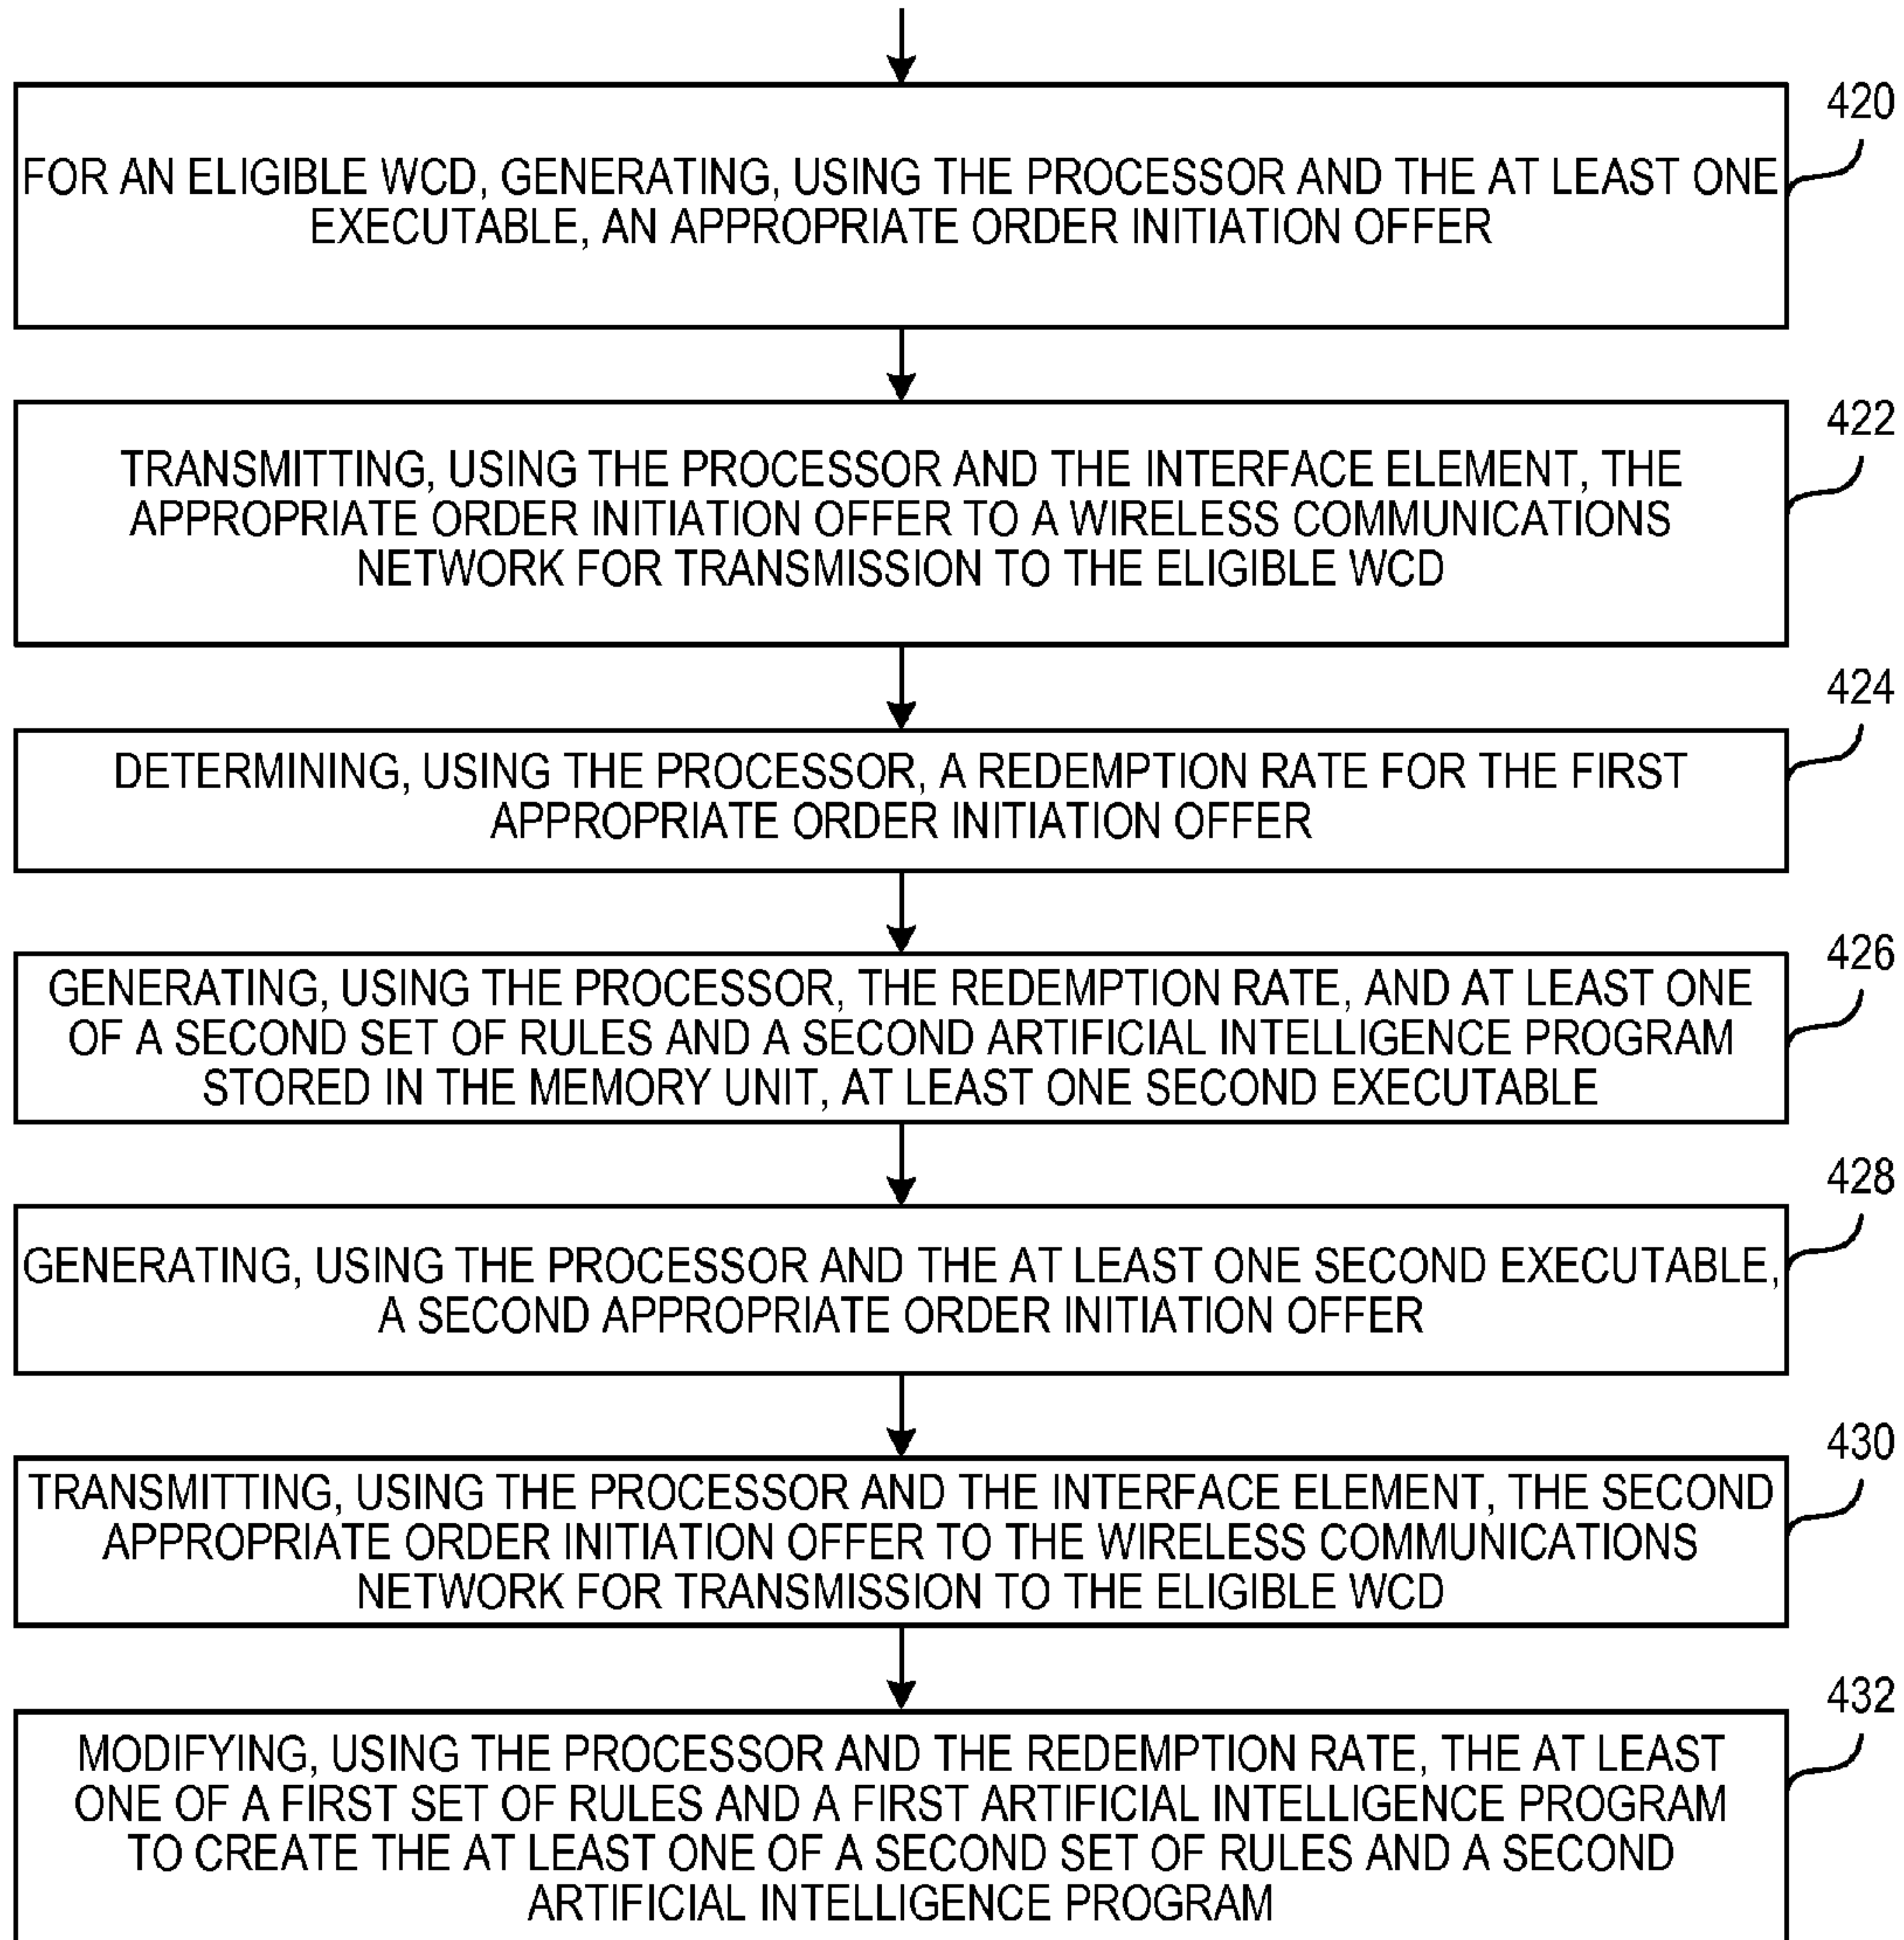 420
FOR AN ELIGIBLE WCD, GENERATING, USING THE PROCESSOR AND THE AT LEAST ONE
EXECUTABLE, AN APPROPRIATE ORDER INITIATION OFFER
422
TRANSMITTING, USING THE PROCESSOR AND THE INTERFACE ELEMENT, THE
APPROPRIATE ORDER INITIATION OFFER TO A WIRELESS COMMUNICATIONS
NETWORK FOR TRANSMISSION TO THE ELIGIBLE WCD
424
DETERMINING, USING THE PROCESSOR, A REDEMPTION RATE FOR THE FIRST
APPROPRIATE ORDER INITIATION OFFER
426
GENERATING, USING THE PROCESSOR, THE REDEMPTION RATE, AND AT LEAST ONE
OF A SECOND SET OF RULES AND A SECOND ARTIFICIAL INTELLIGENCE PROGRAM
STORED IN THE MEMORY UNIT, AT LEAST ONE SECOND EXECUTABLE
428
GENERATING, USING THE PROCESSOR AND THE AT LEAST ONE SECOND EXECUTABLE,
A SECOND APPROPRIATE ORDER INITIATION OFFER
430
TRANSMITTING, USING THE PROCESSOR AND THE INTERFACE ELEMENT, THE SECOND
APPROPRIATE ORDER INITIATION OFFER TO THE WIRELESS COMMUNICATIONS
NETWORK FOR TRANSMISSION TO THE ELIGIBLE WCD
432
MODIFYING, USING THE PROCESSOR AND THE REDEMPTION RATE, THE AT LEAST
ONE OF A FIRST SET OF RULES AND A FIRST ARTIFICIAL INTELLIGENCE PROGRAM
TO CREATE THE AT LEAST ONE OF A SECOND SET OF RULES AND A SECOND
ARTIFICIAL INTELLIGENCE PROGRAM